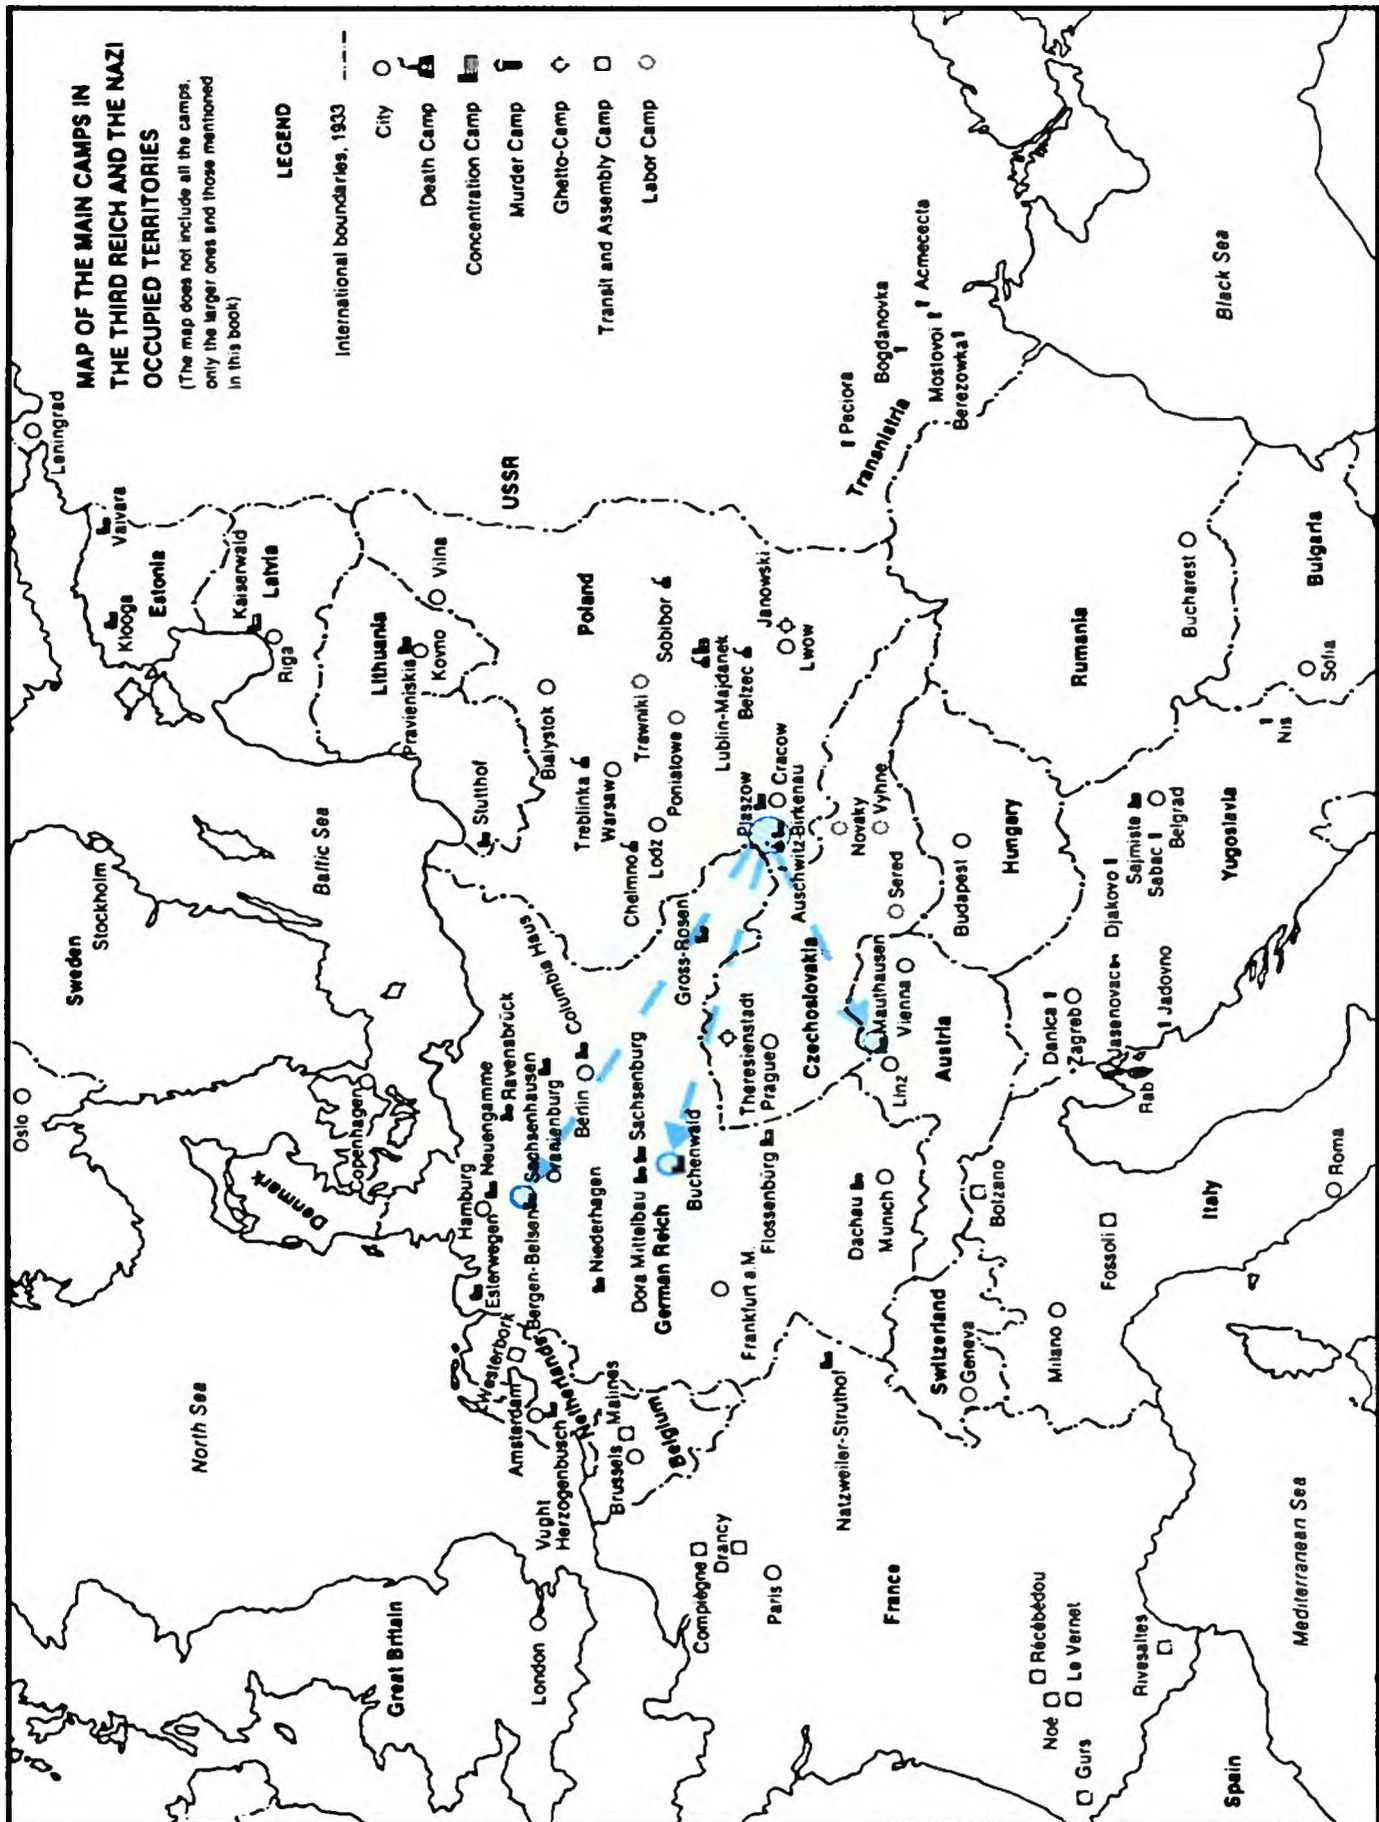 MAP OF THE MAIN CAMPS IN
THE THIRD REICH AND THE NAZI
OCCUPIED TERRITORIES
(The map does not include all the camps,
only the larger ones and those mentioned
in this book)
LEGEND
International boundaries, 1933
City
Death Camp
Concentration Camp
Murder Camp
Ghetto-Camp
Transit and Assembly Camp
Labor Camp
Oslo
Sweden
Stockholm
Leningrad
Vaivara
Klooga
Estonia
Kaiserwald
Latvia
Riga
North Sea
Denmark
Copenhagen
Baltic Sea
Lithuania
Pravieniskis
Kovno
Vilna
USSR
Great Britain
London
Hamburg
Esterwegen
Neuengamme
Ravensbrück
Stutthof
Bergen-Belsen
Sachsenhausen
Oranienburg
Columbia Haus
Berlin
Bialystok
Westerbork
Amsterdam
Netherlands
Vught
Herzogenbusch
Niederhagen
Treblinka
Warsaw
Poland
Brussels
Malines
Belgium
Dora Mittelbau
Sachsenburg
German Reich
Chelmno
Lodz
Trawniki
Poniatowe
Sobibor
Buchenwald
Gross-Rosen
Lublin-Majdanek
Belzec
Janowski
Lwow
Compiegne
Drancy
Paris
Frankfurt a.M.
Flossenbürg
Theresienstadt
Prague
Plaszow
Cracow
Auschwitz-Birkenau
Czechoslovakia
Natzweiler-Struthof
France
Dachau
Munich
Mauthausen
Linz
Vienna
Austria
Novaky
Vyhne
Sered
Peciora
Transnistria
Bogdanovka
Mostovoi
Acmececta
Berezowka
Budapest
Hungary
Switzerland
Geneva
Bolzano
Milano
Fossoli
Italy
Roma
Danica
Zagreb
Jasenovac
Jadovno
Rab
Djakovo
Sajmiste
Sabac
Belgrad
Yugoslavia
Nis
Rumania
Bucharest
Bulgaria
Sofia
Black Sea
Noé
Récébédou
Le Vernet
Gurs
Rivesaltes
Spain
Mediterranean Sea